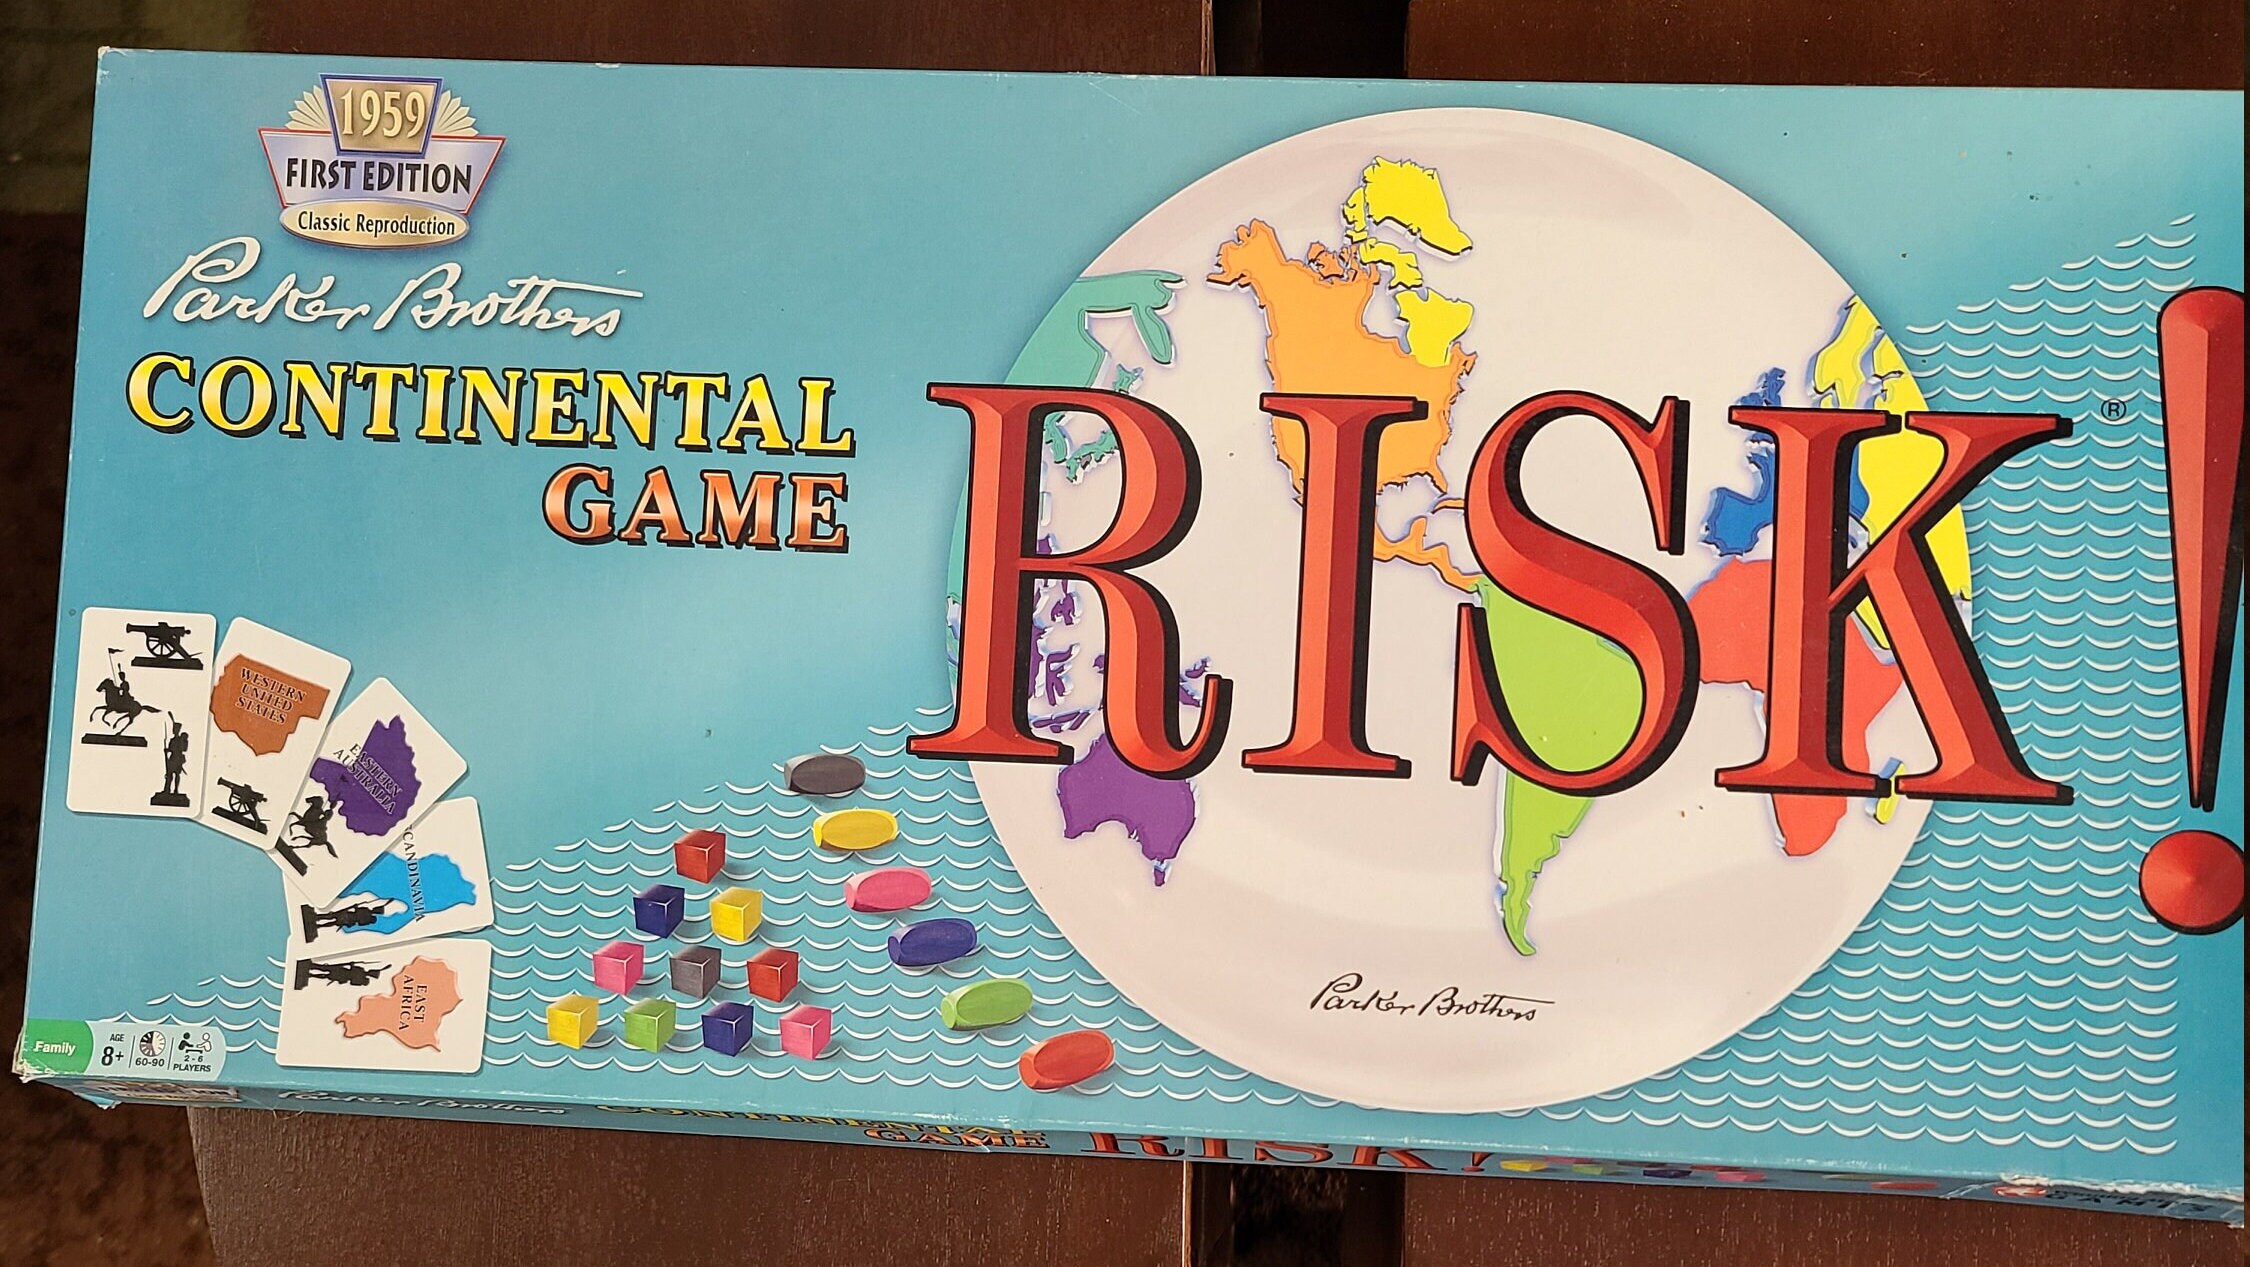 1959
FIRST EDITION
Classic Reproduction
Parker Brothers
CONTINENTAL
GAME
RISK!
®
WESTERN
UNITED
STATES
EASTERN
AUSTRALIA
SCANDINAVIA
EAST
AFRICA
Parker Brothers
Family
AGE
8+
60-90
2-6
PLAYERS
Parker Brothers
CONTINENTAL
GAME
RISK!